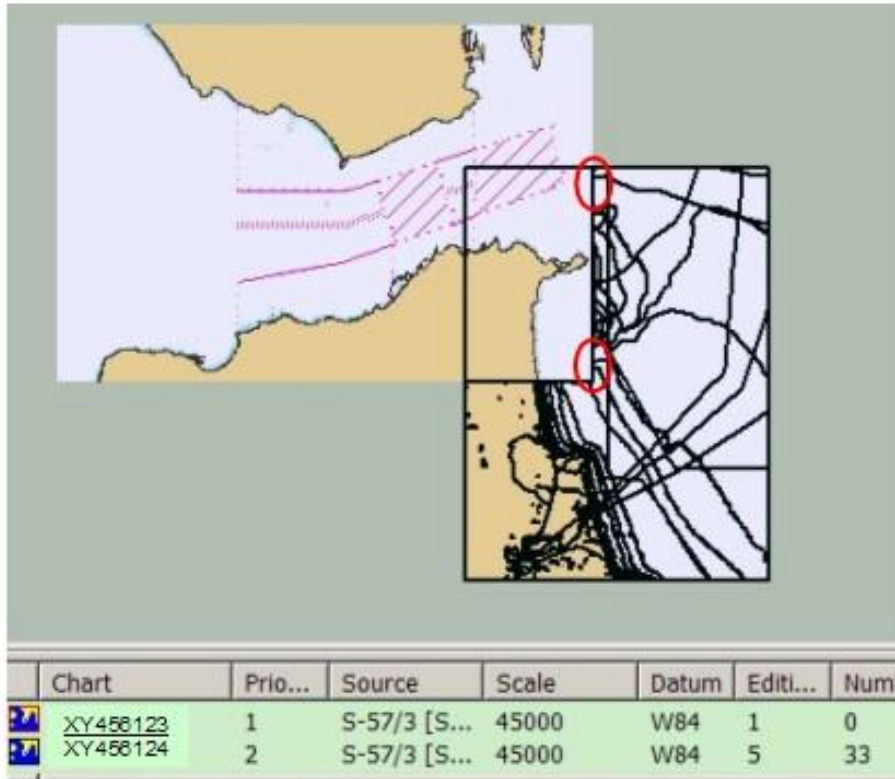 Chart Prio... Source Scale Datum Editi... Num
XY456123 1 S-57/3 [S... 45000 W84 1 0
XY456124 2 S-57/3 [S... 45000 W84 5 33